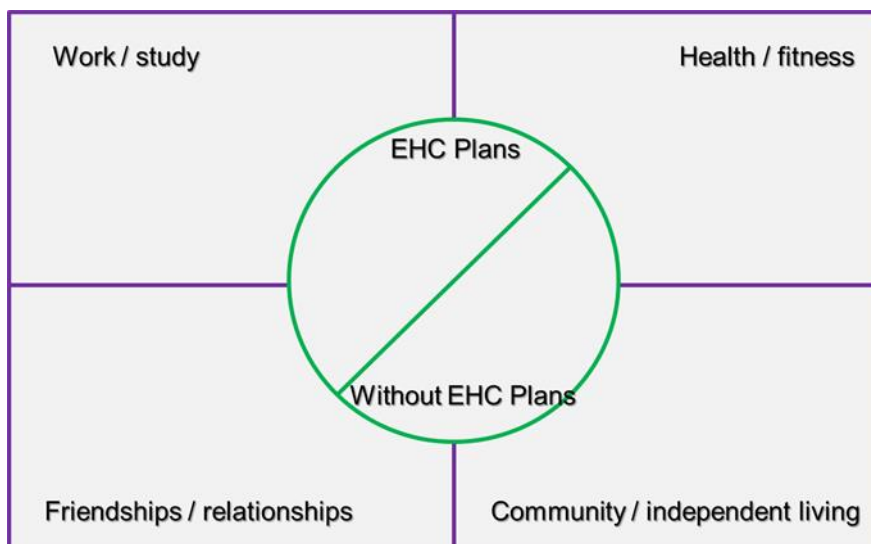 Work / study
Health / fitness
EHC Plans
Without EHC Plans
Friendships / relationships
Community / independent living